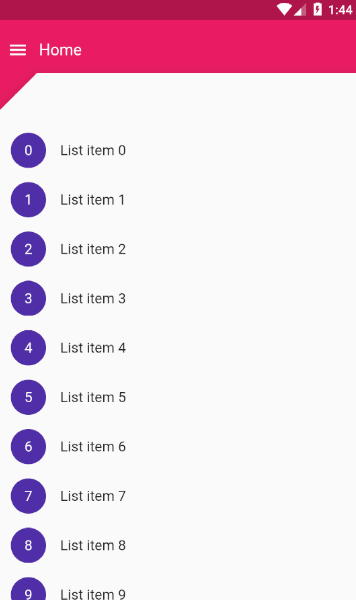 1:44
Home
0 List item 0
1 List item 1
2 List item 2
3 List item 3
4 List item 4
5 List item 5
6 List item 6
7 List item 7
8 List item 8
9 List item 9